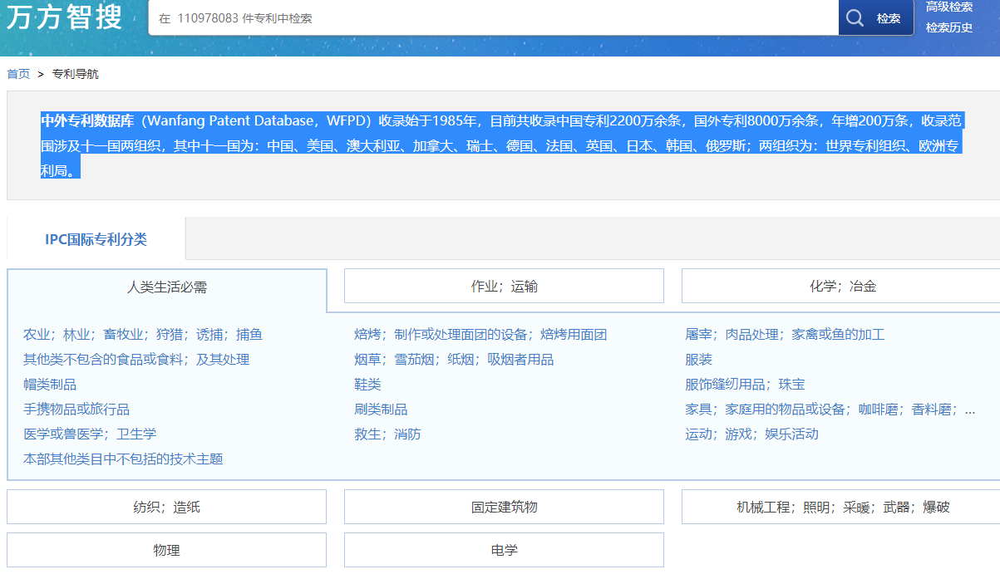 万方智搜
在 110978083 件专利中检索
检索
高级检索
检索历史
首页 > 专利导航
中外专利数据库（Wanfang Patent Database，WFPD）收录始于1985年，目前共收录中国专利2200万余条，国外专利8000万余条，年增200万条，收录范
围涉及十一国两组织，其中十一国为：中国、美国、澳大利亚、加拿大、瑞士、德国、法国、英国、日本、韩国、俄罗斯；两组织为：世界专利组织、欧洲专
利局。
IPC国际专利分类
人类生活必需
作业；运输
化学；冶金
农业；林业；畜牧业；狩猎；诱捕；捕鱼
焙烤；制作或处理面团的设备；焙烤用面团
屠宰；肉品处理；家禽或鱼的加工
其他类不包含的食品或食料；及其处理
烟草；雪茄烟；纸烟；吸烟者用品
服装
帽类制品
鞋类
服饰缝纫用品；珠宝
手携物品或旅行品
刷类制品
家具；家庭用的物品或设备；咖啡磨；香料磨；...
医学或兽医学；卫生学
救生；消防
运动；游戏；娱乐活动
本部其他类目中不包括的技术主题
纺织；造纸
固定建筑物
机械工程；照明；采暖；武器；爆破
物理
电学